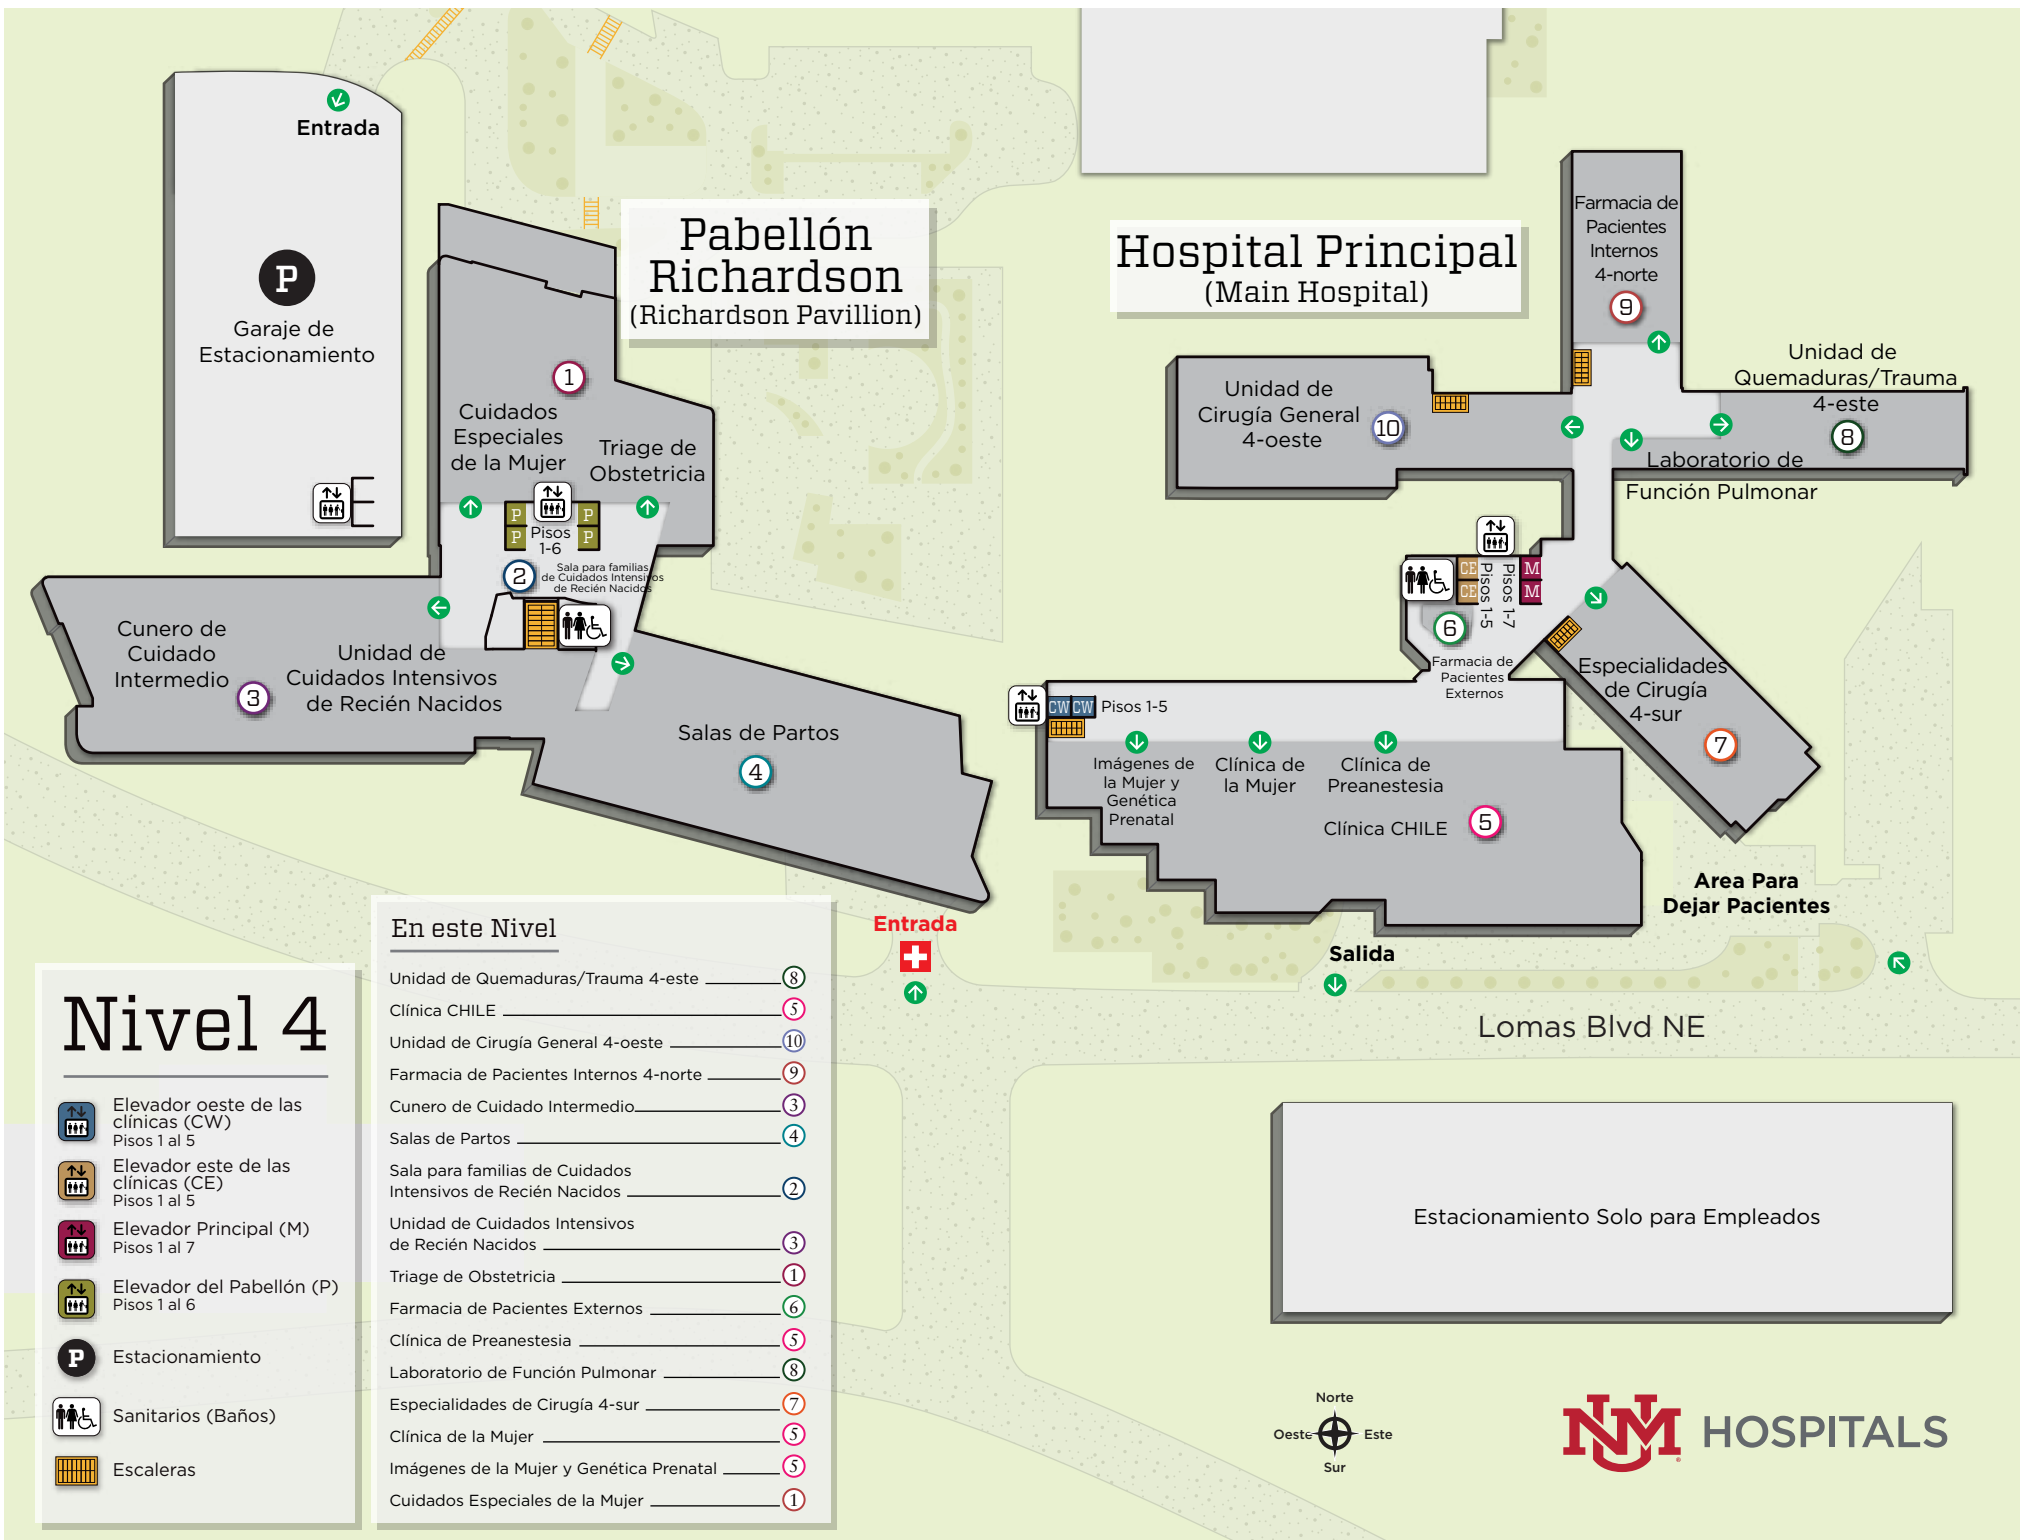 Entrada
P
Garaje de
Estacionamiento
Pabellón
Richardson
(Richardson Pavillion)
1
Cuidados
Especiales
de la Mujer
Triage de
Obstetricia
P
P
P
P
Pisos
1-6
2
Sala para familias
de Cuidados Intensivos
de Recién Nacidos
Cunero de
Cuidado
Intermedio
3
Unidad de
Cuidados Intensivos
de Recién Nacidos
Salas de Partos
4
Hospital Principal
(Main Hospital)
Farmacia de
Pacientes
Internos
4-norte
9
Unidad de
Cirugía General
4-oeste
10
Unidad de
Quemaduras/Trauma
4-este
8
Laboratorio de
Función Pulmonar
CE
CE
Pisos 1-5
Pisos 1-7
M
M
6
Farmacia de
Pacientes
Externos
Especialidades
de Cirugía
4-sur
7
CW CW Pisos 1-5
Imágenes de
la Mujer y
Genética
Prenatal
Clínica de
la Mujer
Clínica de
Preanestesia
Clínica CHILE
5
Area Para
Dejar Pacientes
Entrada
Salida
Lomas Blvd NE
Estacionamiento Solo para Empleados
Nivel 4
Elevador oeste de las
clínicas (CW)
Pisos 1 al 5
Elevador este de las
clínicas (CE)
Pisos 1 al 5
Elevador Principal (M)
Pisos 1 al 7
Elevador del Pabellón (P)
Pisos 1 al 6
P Estacionamiento
Sanitarios (Baños)
Escaleras
En este Nivel
Unidad de Quemaduras/Trauma 4-este 8
Clínica CHILE 5
Unidad de Cirugía General 4-oeste 10
Farmacia de Pacientes Internos 4-norte 9
Cunero de Cuidado Intermedio 3
Salas de Partos 4
Sala para familias de Cuidados
Intensivos de Recién Nacidos 2
Unidad de Cuidados Intensivos
de Recién Nacidos 3
Triage de Obstetricia 1
Farmacia de Pacientes Externos 6
Clínica de Preanestesia 5
Laboratorio de Función Pulmonar 8
Especialidades de Cirugía 4-sur 7
Clínica de la Mujer 5
Imágenes de la Mujer y Genética Prenatal 5
Cuidados Especiales de la Mujer 1
Norte
Oeste Este
Sur
UNM HOSPITALS